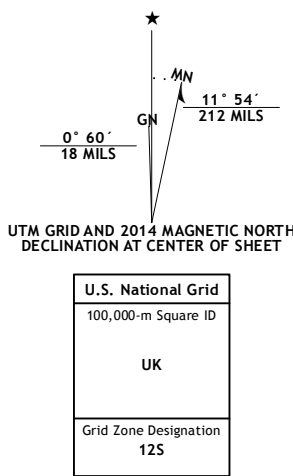 ★
MN
GN
11° 54´
212 MILS
0° 60´
18 MILS
UTM GRID AND 2014 MAGNETIC NORTH
DECLINATION AT CENTER OF SHEET
U.S. National Grid
100,000-m Square ID
UK
Grid Zone Designation
12S